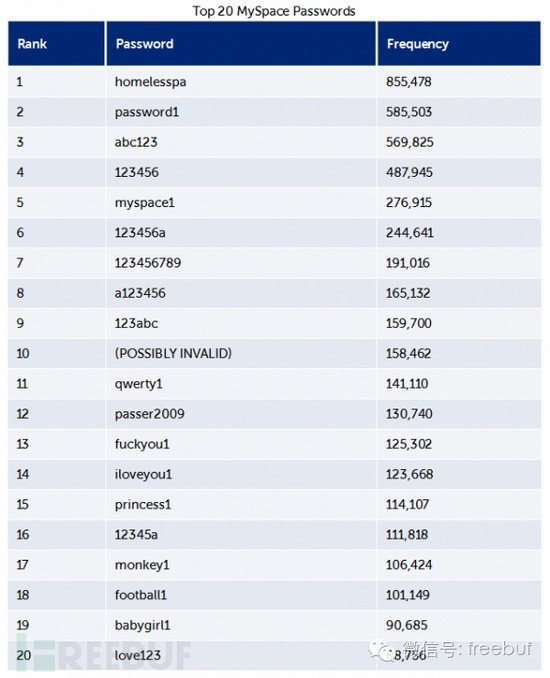 Top 20 MySpace Passwords
Rank Password Frequency
1 homelesspa 855,478
2 password1 585,503
3 abc123 569,825
4 123456 487,945
5 myspace1 276,915
6 123456a 244,641
7 123456789 191,016
8 a123456 165,132
9 123abc 159,700
10 (POSSIBLY INVALID) 158,462
11 qwerty1 141,110
12 passer2009 130,740
13 fuckyou1 125,302
14 iloveyou1 123,668
15 princess1 114,107
16 12345a 111,818
17 monkey1 106,424
18 football1 101,149
19 babygirl1 90,685
20 love123
FREEBUF
微信号: freebuf